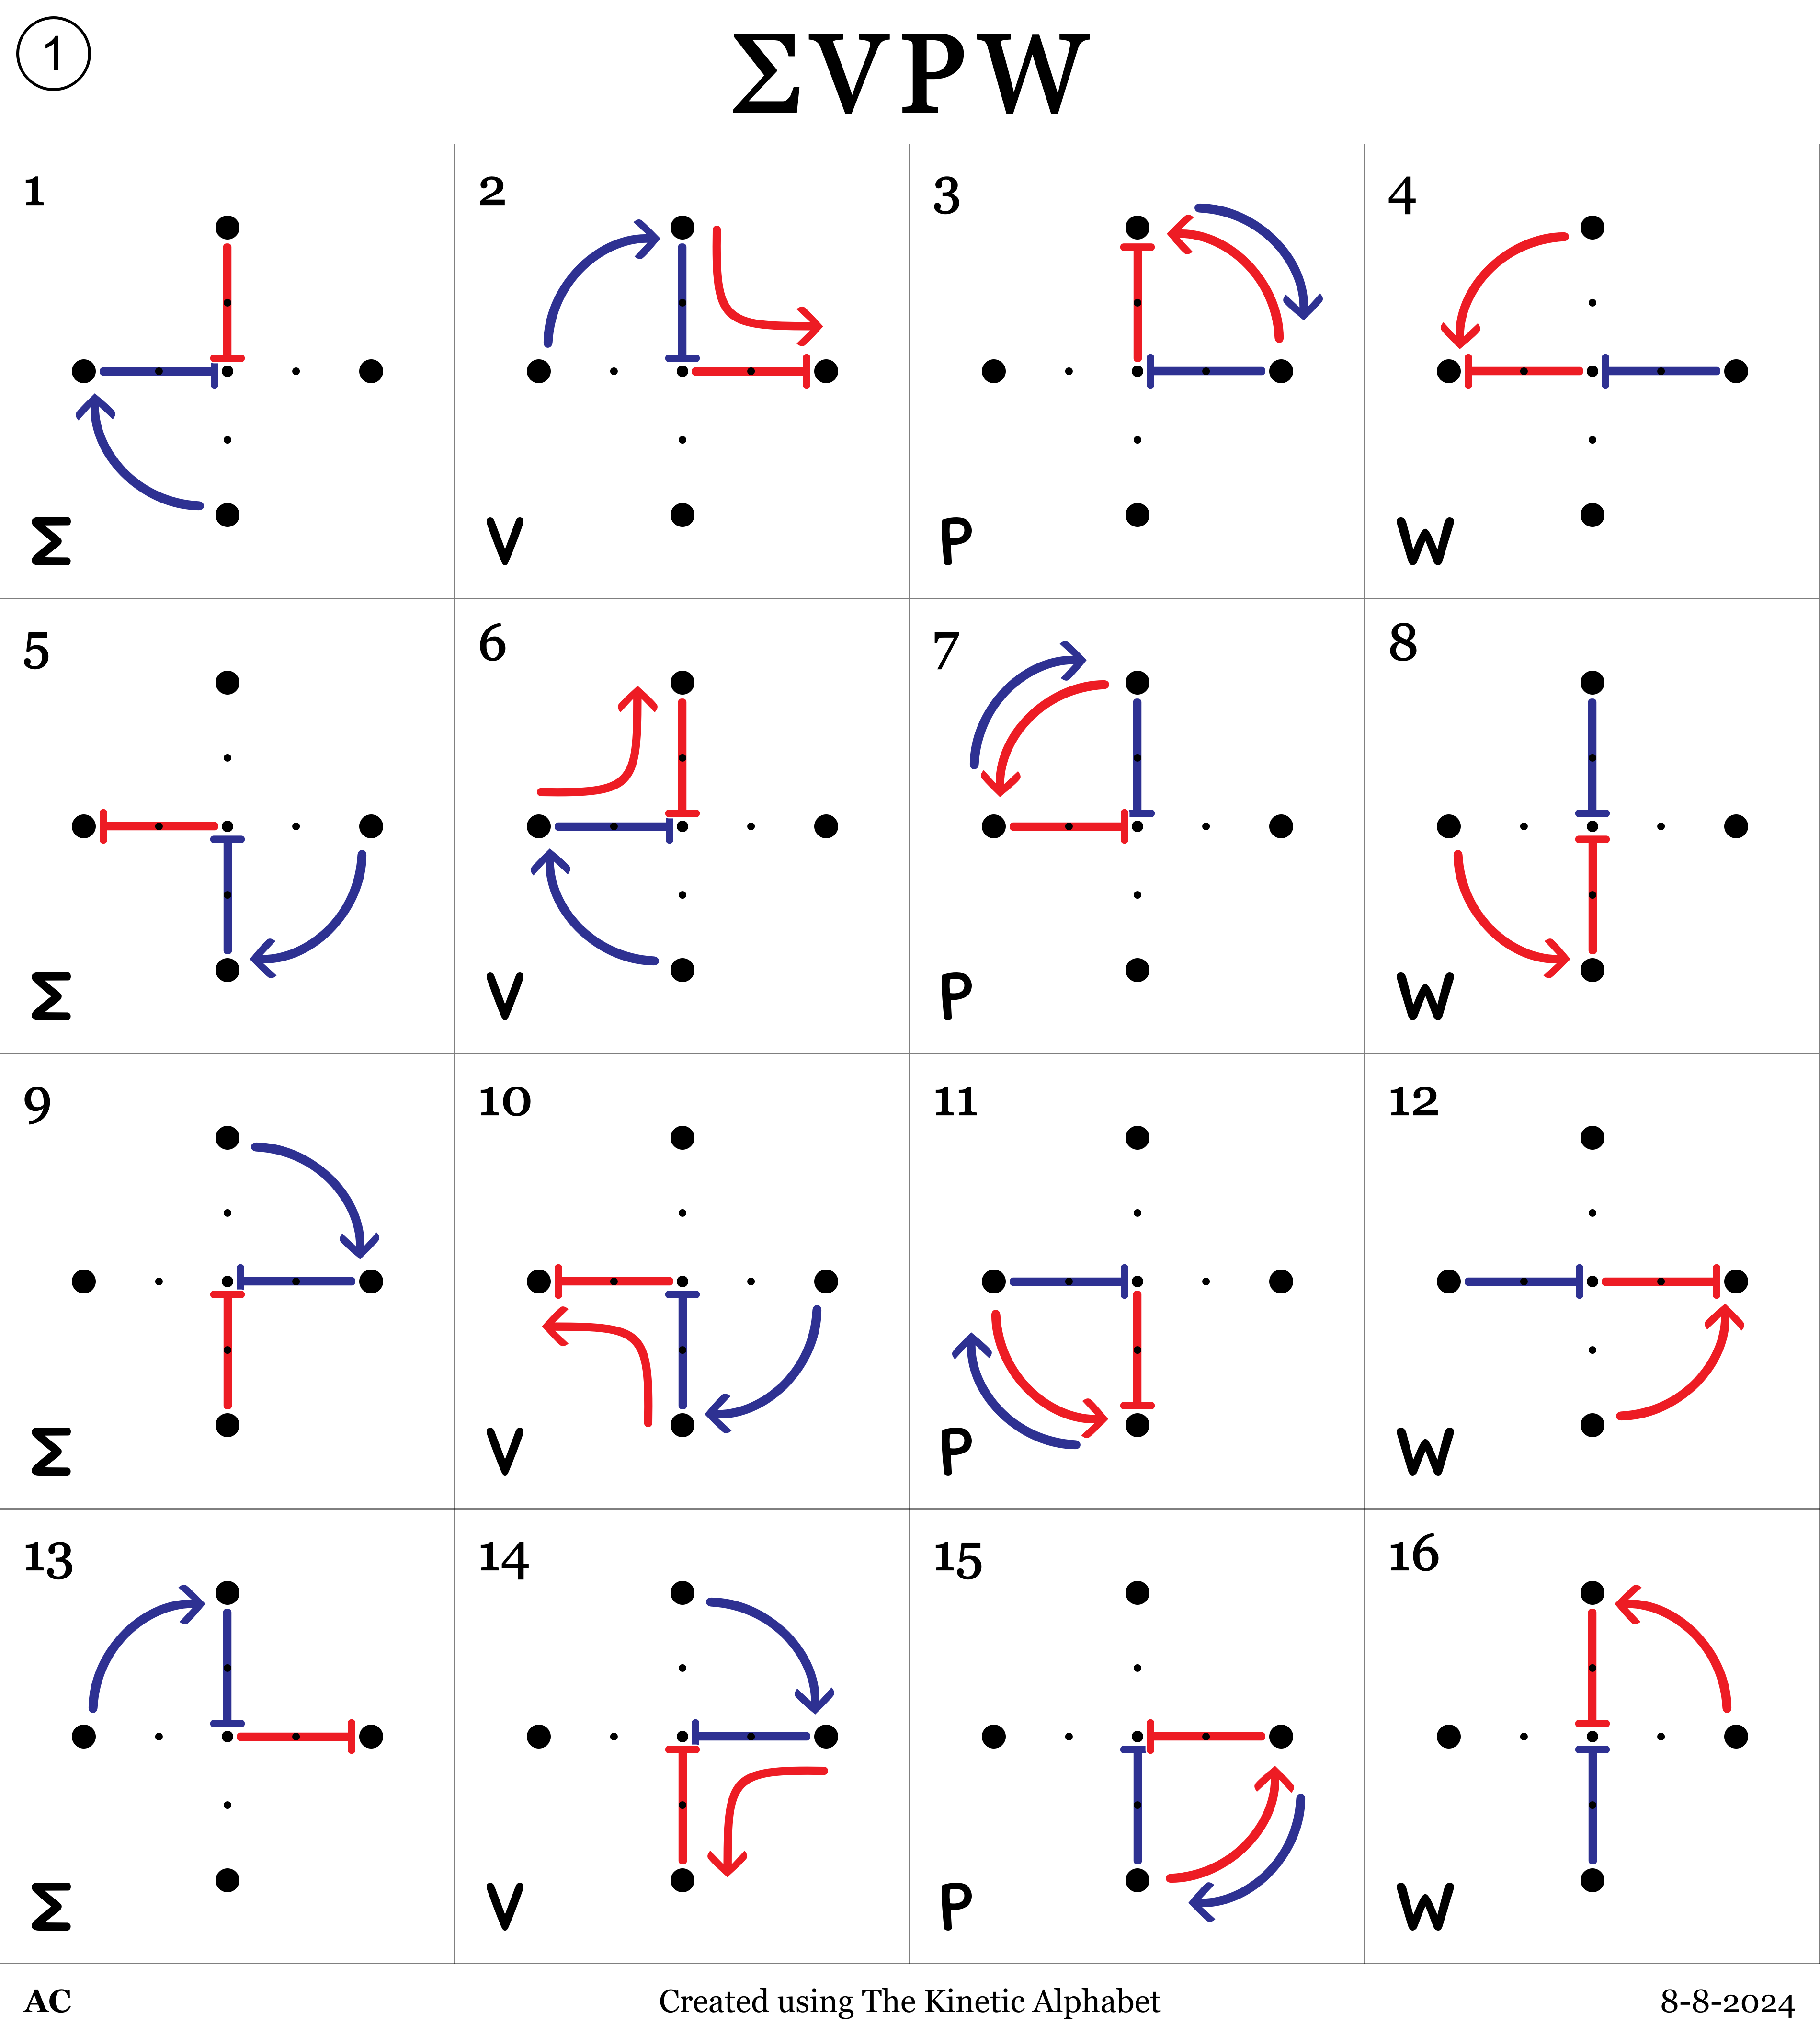 1
ΣVPW
1 2 3 4
Σ V P W
5 6 7 8
Σ V P W
9 10 11 12
Σ V P W
13 14 15 16
Σ V P W
AC Created using The Kinetic Alphabet 8-8-2024